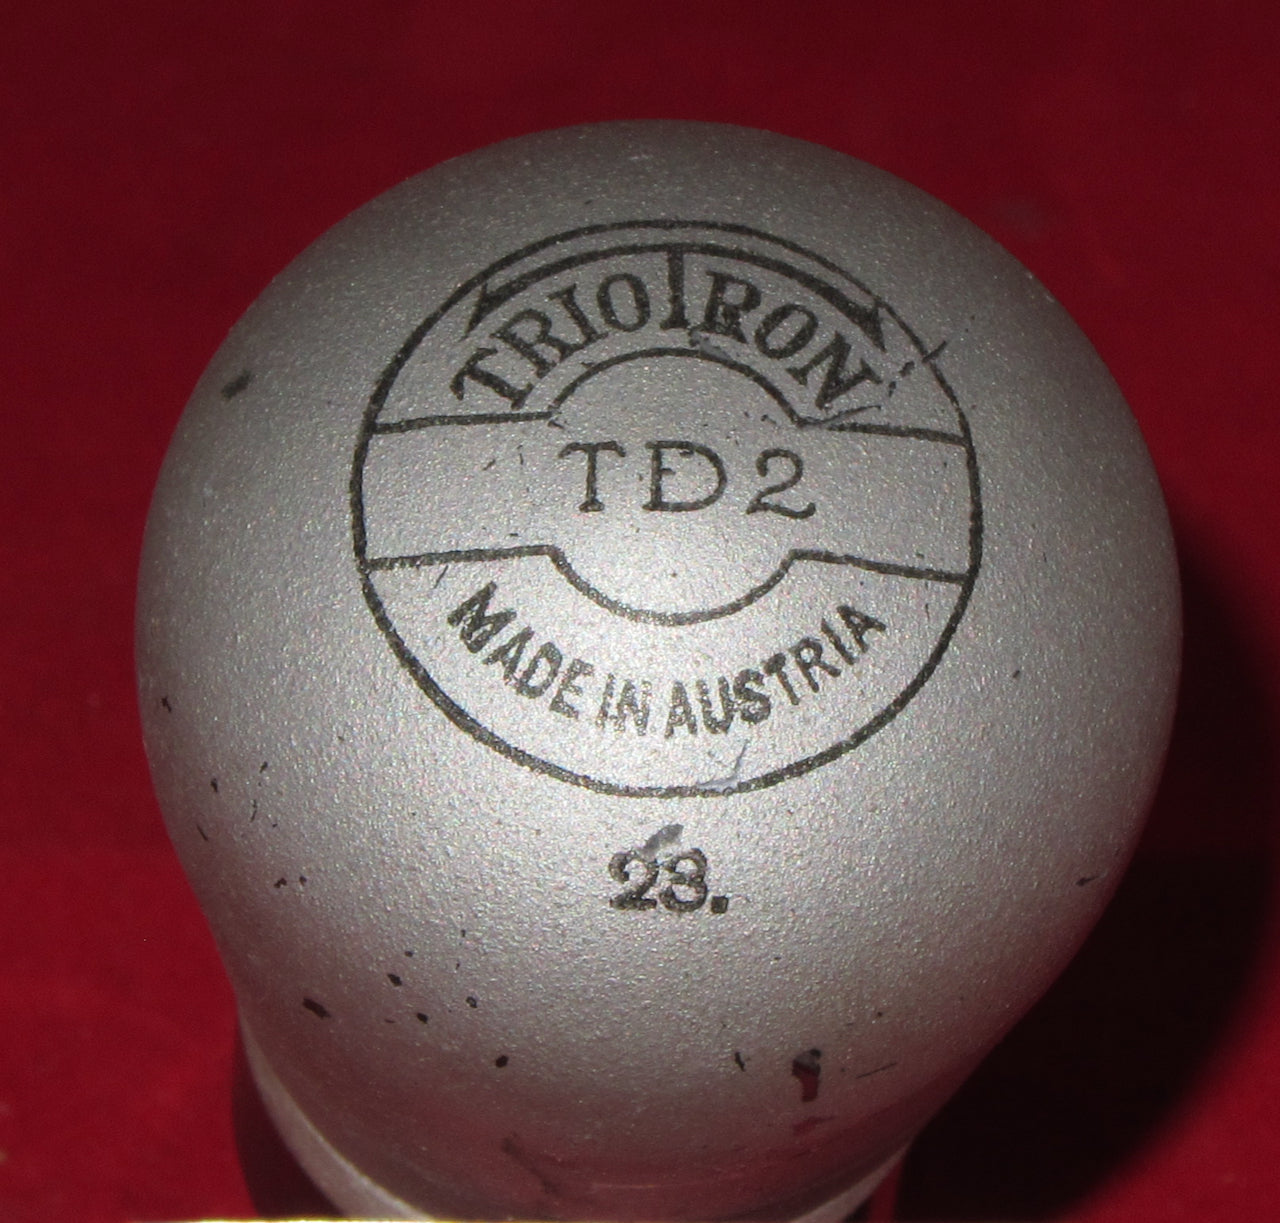 TRIOTRON
TD2
MADE IN AUSTRIA
23.